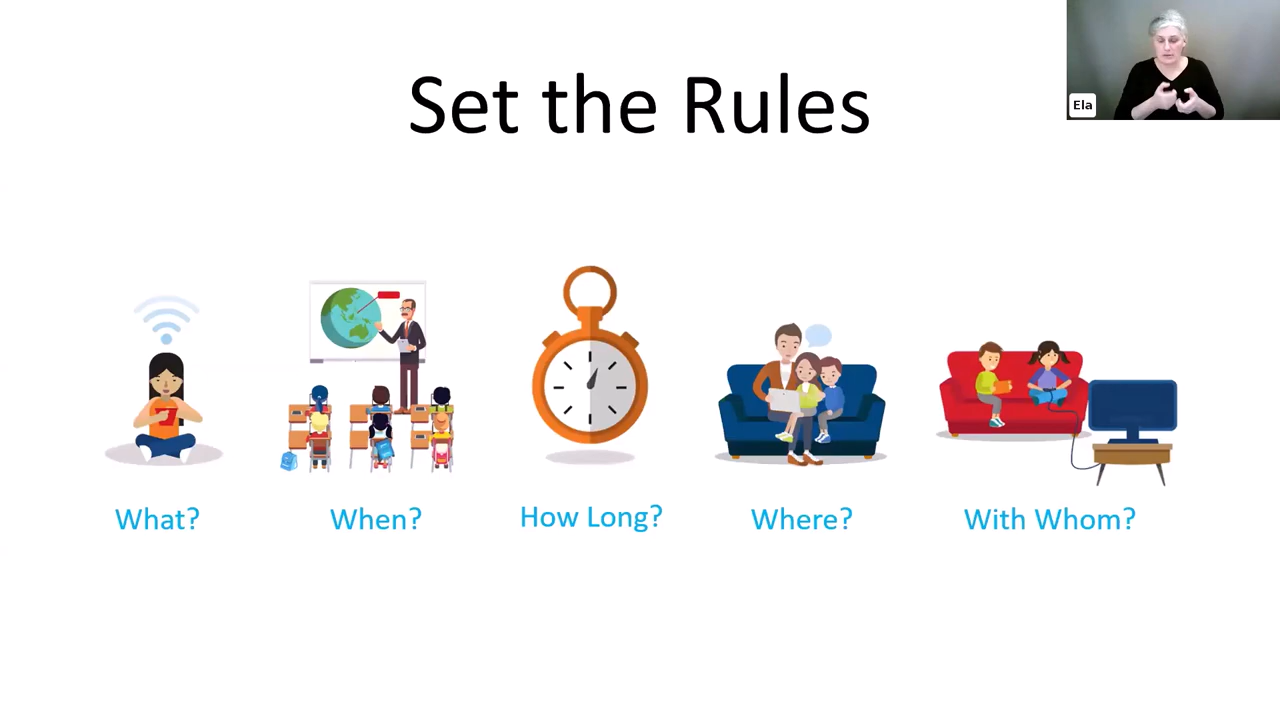 Set the Rules
Ela
What?
When?
How Long?
Where?
With Whom?